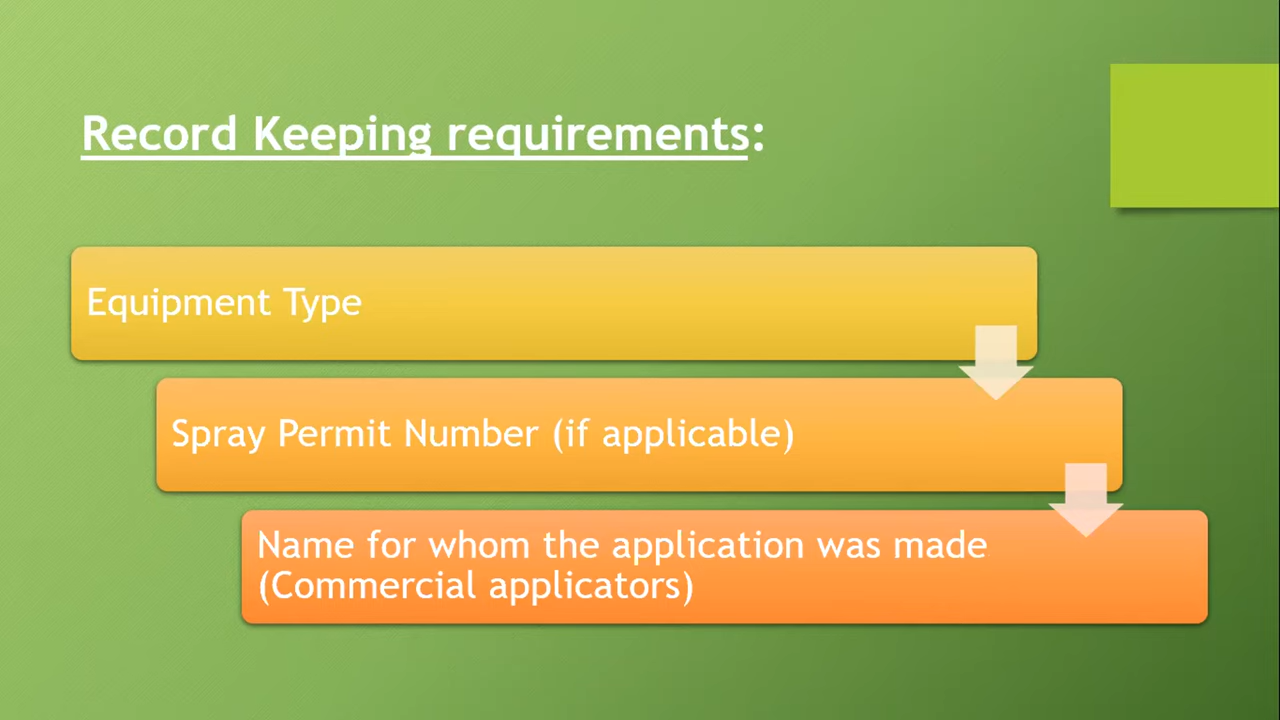 Record Keeping requirements:
Equipment Type
Spray Permit Number (if applicable)
Name for whom the application was made
(Commercial applicators)